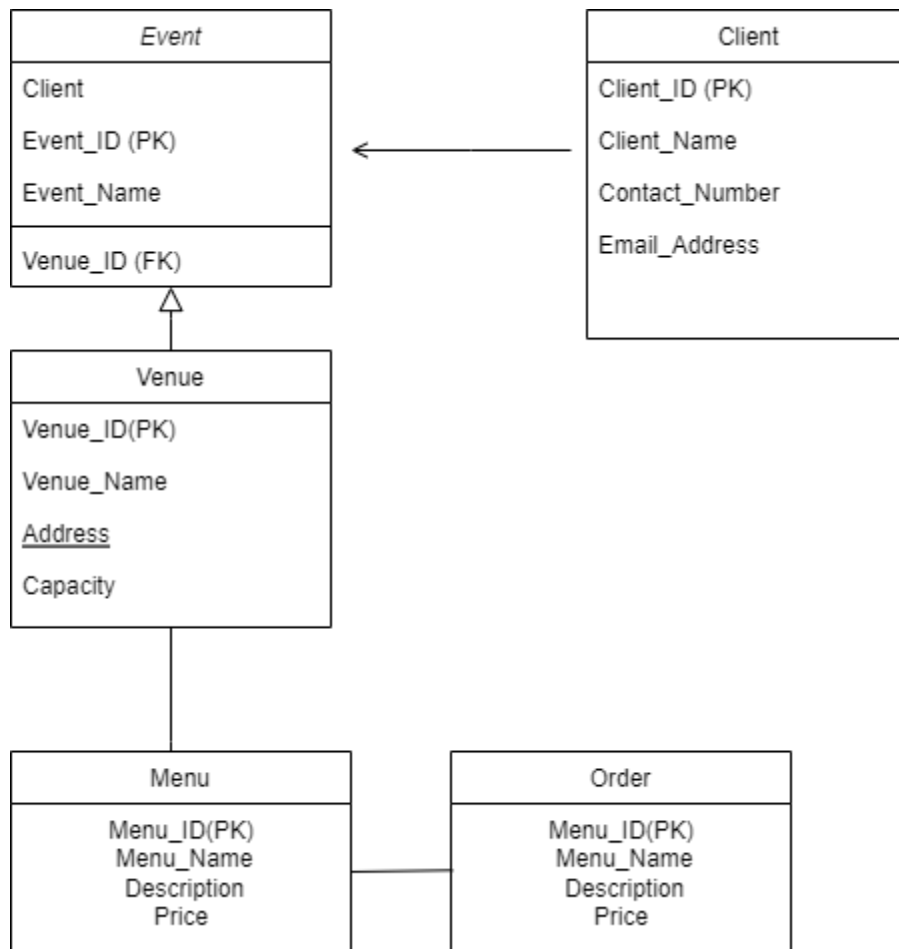 Event
Client
Event_ID (PK)
Event_Name
Venue_ID (FK)
Client
Client_ID (PK)
Client_Name
Contact_Number
Email_Address
Venue
Venue_ID(PK)
Venue_Name
Address
Capacity
Menu
Menu_ID(PK)
Menu_Name
Description
Price
Order
Menu_ID(PK)
Menu_Name
Description
Price